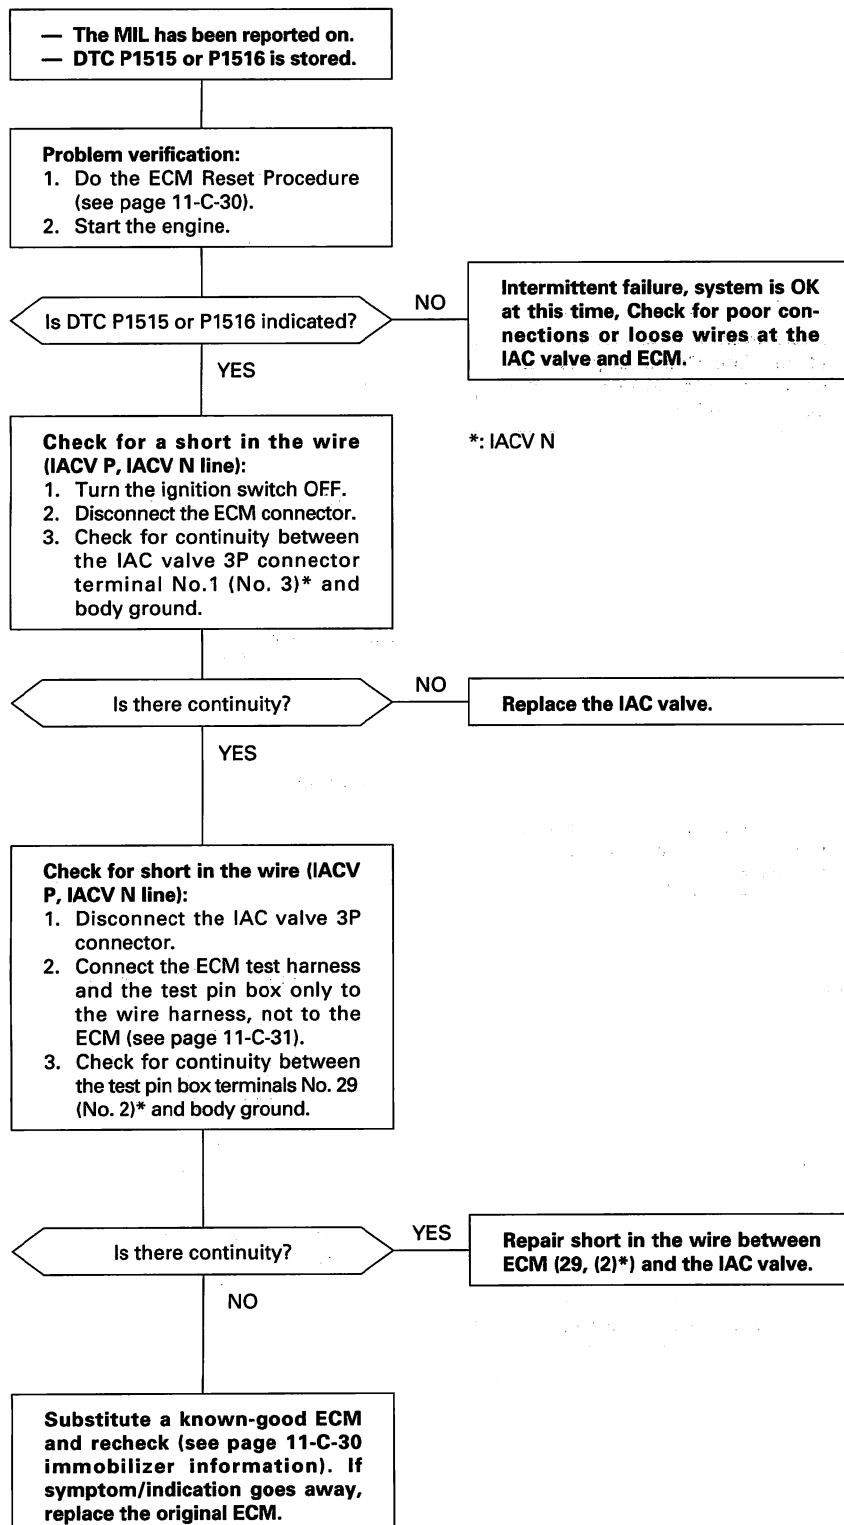 — The MIL has been reported on.
— DTC P1515 or P1516 is stored.
Problem verification:
1. Do the ECM Reset Procedure
(see page 11-C-30).
2. Start the engine.
Is DTC P1515 or P1516 indicated?
NO
Intermittent failure, system is OK
at this time, Check for poor con-
nections or loose wires at the
IAC valve and ECM.
YES
Check for a short in the wire
(IACV P, IACV N line):
1. Turn the ignition switch OFF.
2. Disconnect the ECM connector.
3. Check for continuity between
the IAC valve 3P connector
terminal No.1 (No. 3)* and
body ground.
*: IACV N
Is there continuity?
NO
Replace the IAC valve.
YES
Check for short in the wire (IACV
P, IACV N line):
1. Disconnect the IAC valve 3P
connector.
2. Connect the ECM test harness
and the test pin box only to
the wire harness, not to the
ECM (see page 11-C-31).
3. Check for continuity between
the test pin box terminals No. 29
(No. 2)* and body ground.
Is there continuity?
YES
Repair short in the wire between
ECM (29, (2)*) and the IAC valve.
NO
Substitute a known-good ECM
and recheck (see page 11-C-30
immobilizer information). If
symptom/indication goes away,
replace the original ECM.